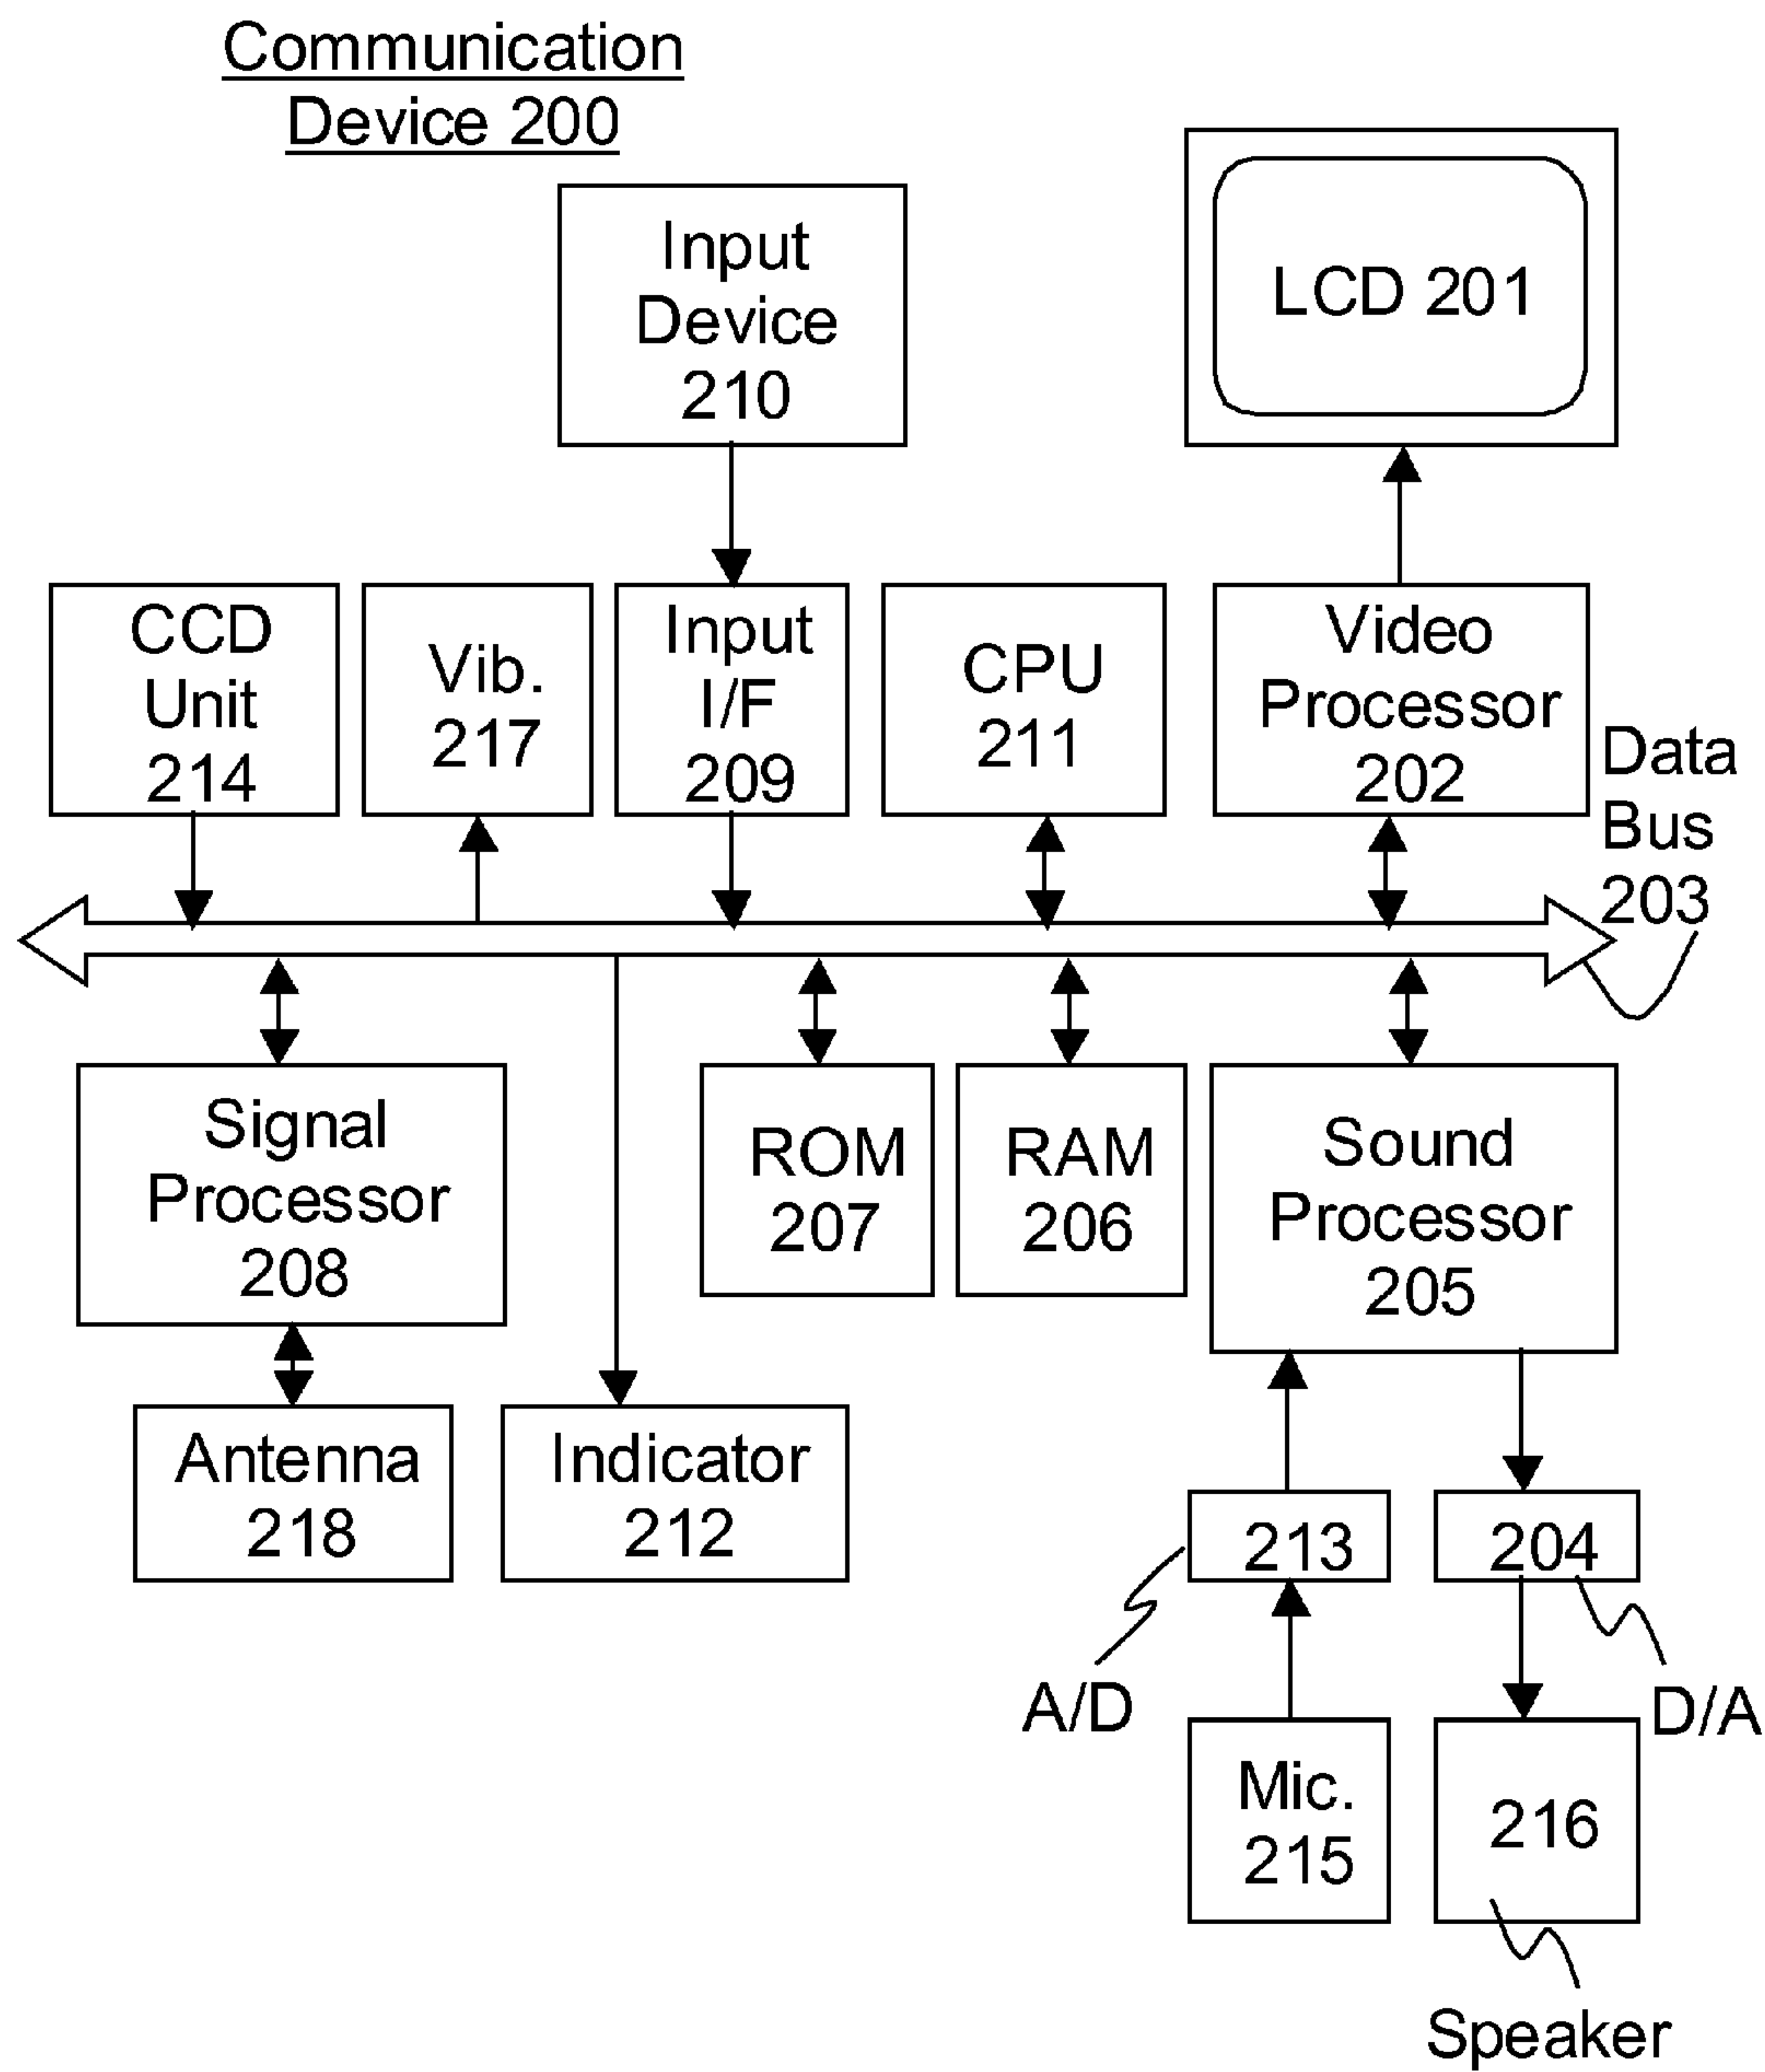 Communication
Device 200
Input
Device
210
LCD 201
CCD
Unit
214
Vib.
217
Input
I/F
209
CPU
211
Video
Processor
202
Data
Bus
203
Signal
Processor
208
ROM
207
RAM
206
Sound
Processor
205
Antenna
218
Indicator
212
213
204
A/D
D/A
Mic.
215
216
Speaker